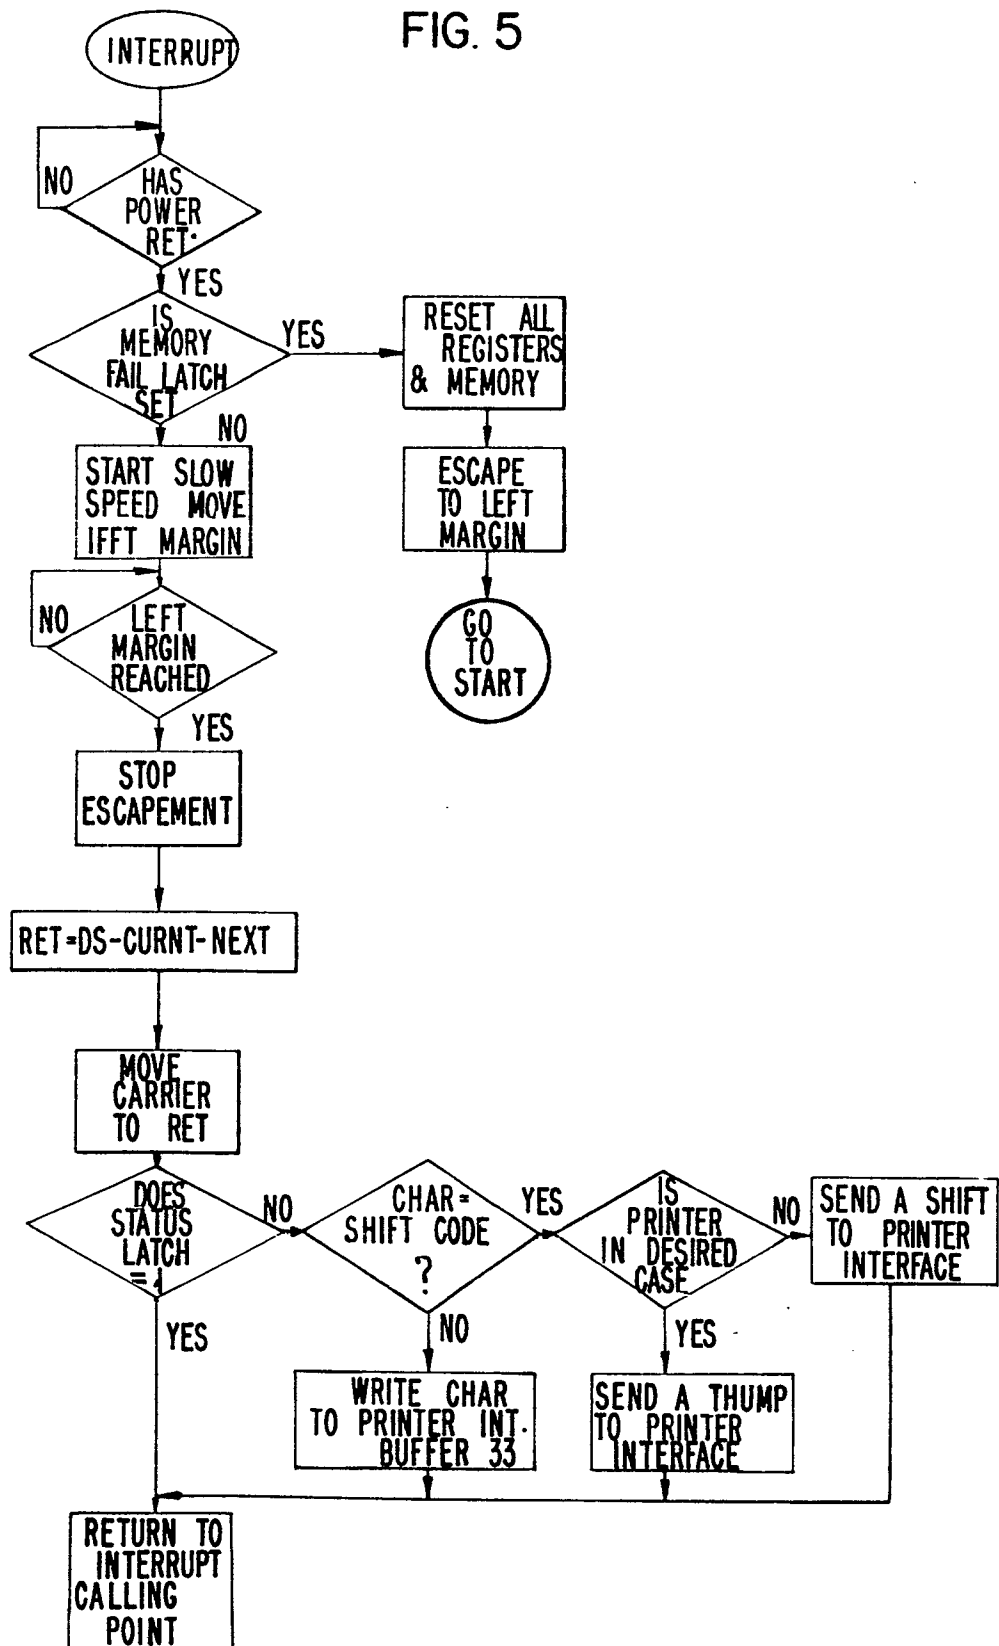 FIG. 5
INTERRUPT
NO
HAS
POWER
RET.
YES
IS
MEMORY
FAIL LATCH
SET
YES
RESET ALL
REGISTERS
& MEMORY
NO
START SLOW
SPEED MOVE
IFFT MARGIN
ESCAPE
TO LEFT
MARGIN
NO
LEFT
MARGIN
REACHED
GO
TO
START
YES
STOP
ESCAPEMENT
RET=DS-CURNT-NEXT
MOVE
CARRIER
TO RET
DOES
STATUS
LATCH
= 1
NO
CHAR=
SHIFT CODE
?
YES
IS
PRINTER
IN DESIRED
CASE
NO
SEND A SHIFT
TO PRINTER
INTERFACE
YES
NO
YES
WRITE CHAR
TO PRINTER INT.
BUFFER 33
SEND A THUMP
TO PRINTER
INTERFACE
RETURN TO
INTERRUPT
CALLING
POINT